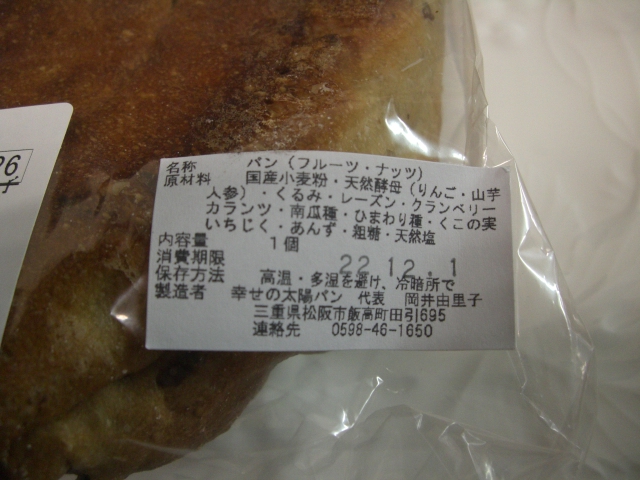 名称 パン(フルーツ・ナッツ)
原材料 国産小麦粉・天然酵母(りんご・山芋
人参)・くるみ・レーズン・クランベリー
カランツ・南瓜種・ひまわり種・くこの実
いちじく・あんず・粗糖・天然塩
内容量 1個
消費期限 22.12.1
保存方法 高温・多湿を避け、冷暗所で
製造者 幸せの太陽パン 代表 岡井由里子
三重県松阪市飯高町田引695
連絡先 0598-46-1650
26
子